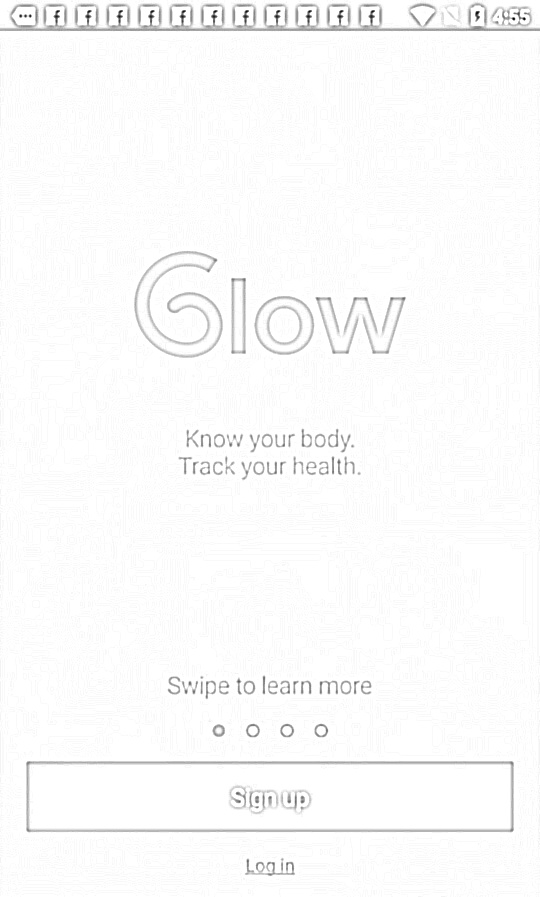 4:55
Glow
Know your body.
Track your health.
Swipe to learn more
Sign up
Log in